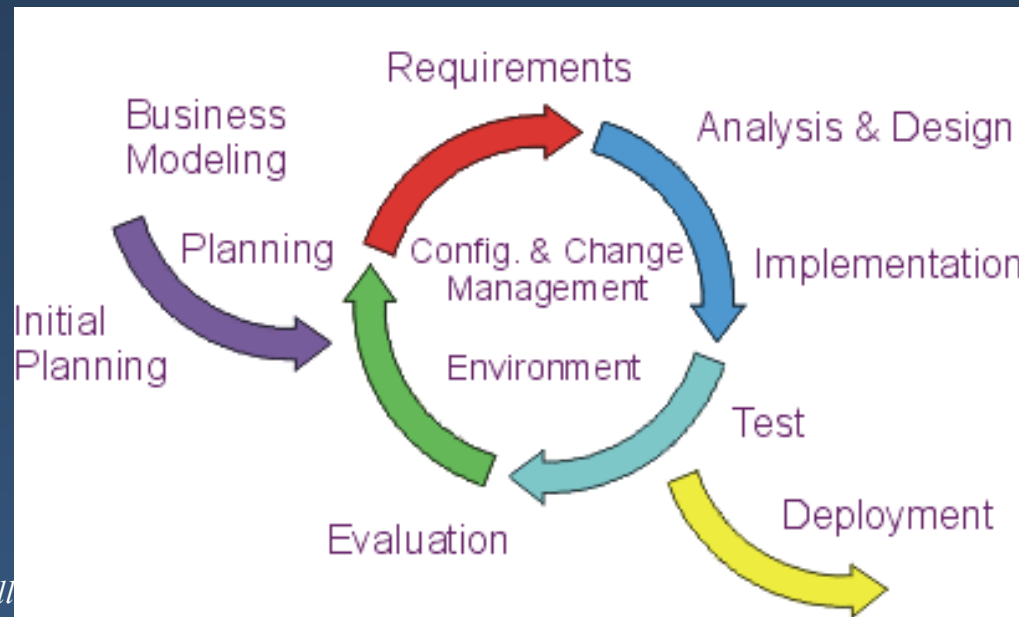 Requirements
Business
Modeling
Analysis & Design
Planning
Config. & Change
Management
Implementation
Initial
Planning
Environment
Test
Deployment
Evaluation